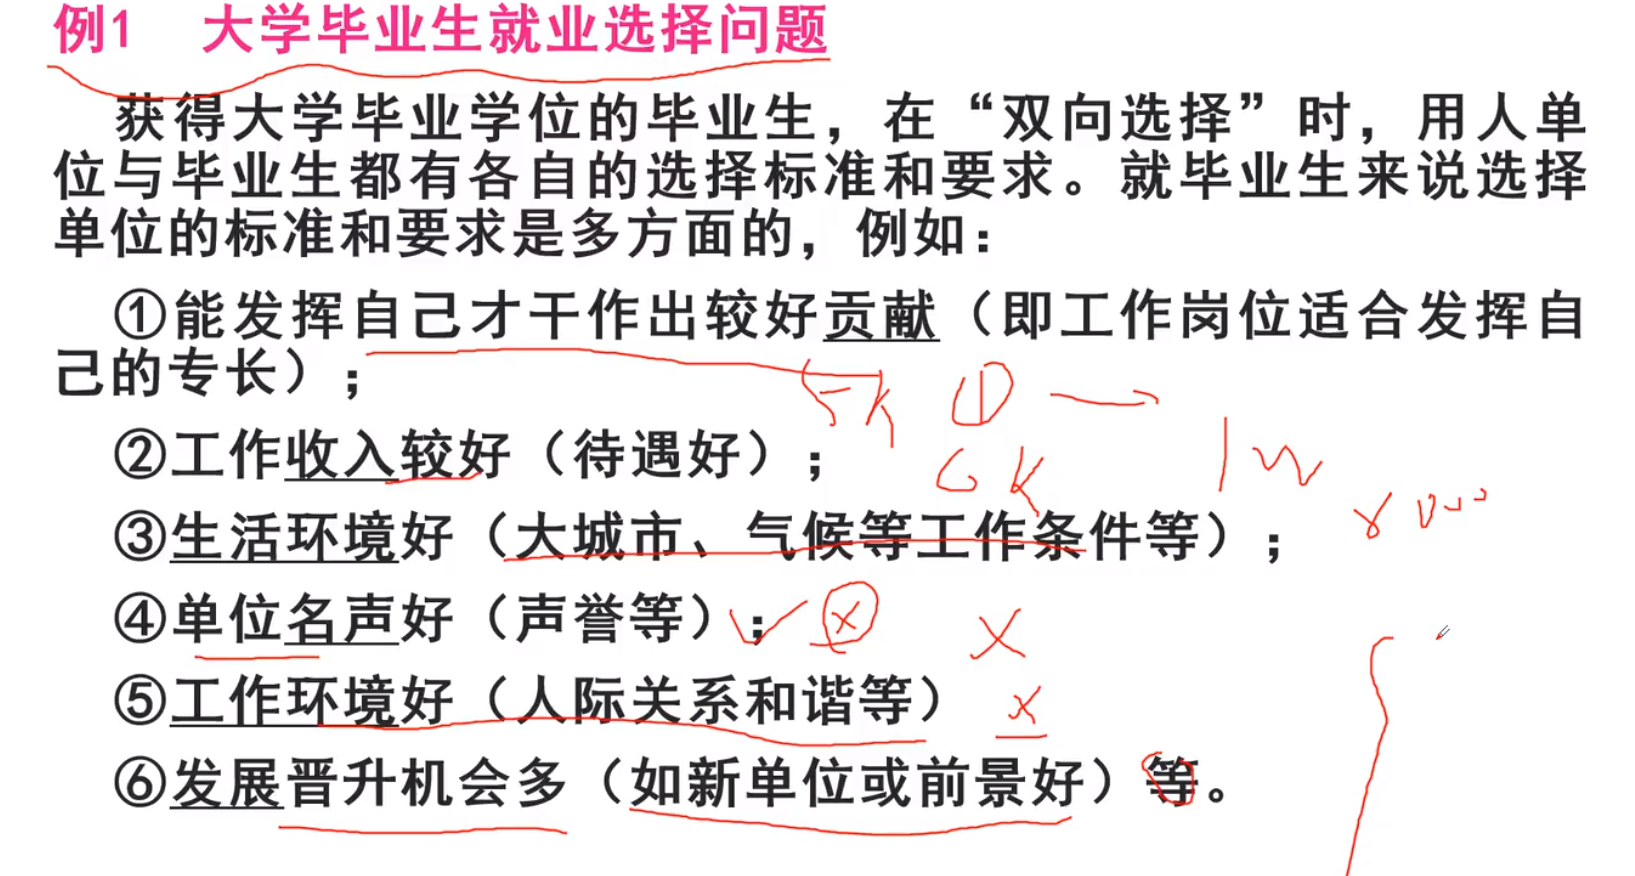 例1 大学毕业生就业选择问题
获得大学毕业学位的毕业生，在“双向选择”时，用人单
位与毕业生都有各自的选择标准和要求。就毕业生来说选择
单位的标准和要求是多方面的，例如：
①能发挥自己才干作出较好贡献（即工作岗位适合发挥自
己的专长）；
5K ① 
②工作收入较好（待遇好）；
6K 1w
③生活环境好（大城市、气候等工作条件等）；
④单位名声好（声誉等）；
⑤工作环境好（人际关系和谐等）
⑥发展晋升机会多（如新单位或前景好）等。